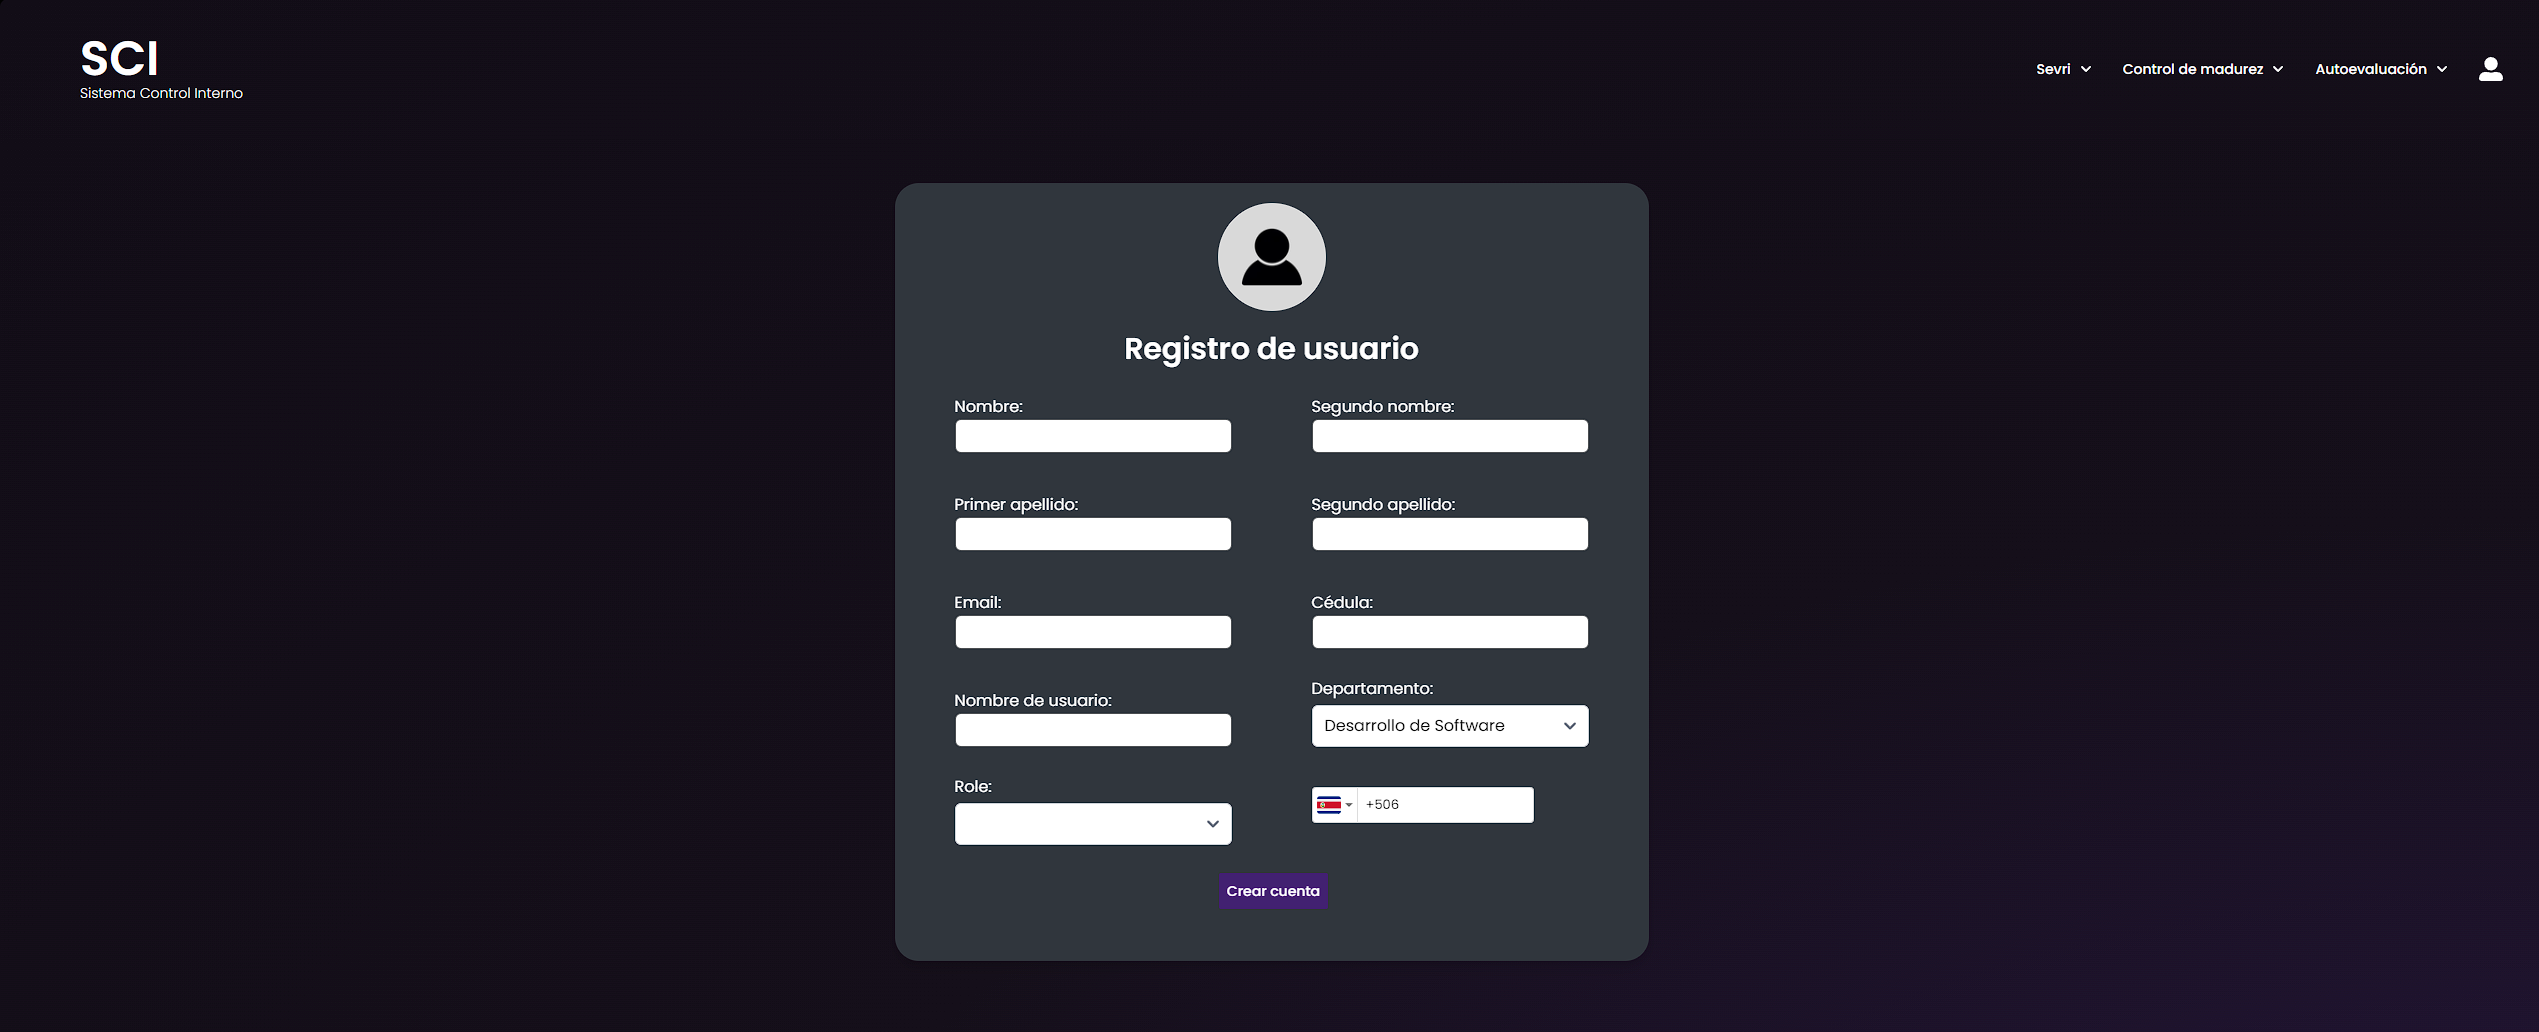 SCI
Sistema Control Interno
Sevri
Control de madurez
Autoevaluación
Registro de usuario
Nombre:
Segundo nombre:
Primer apellido:
Segundo apellido:
Email:
Cédula:
Nombre de usuario:
Departamento:
Desarrollo de Software
Role:
+506
Crear cuenta